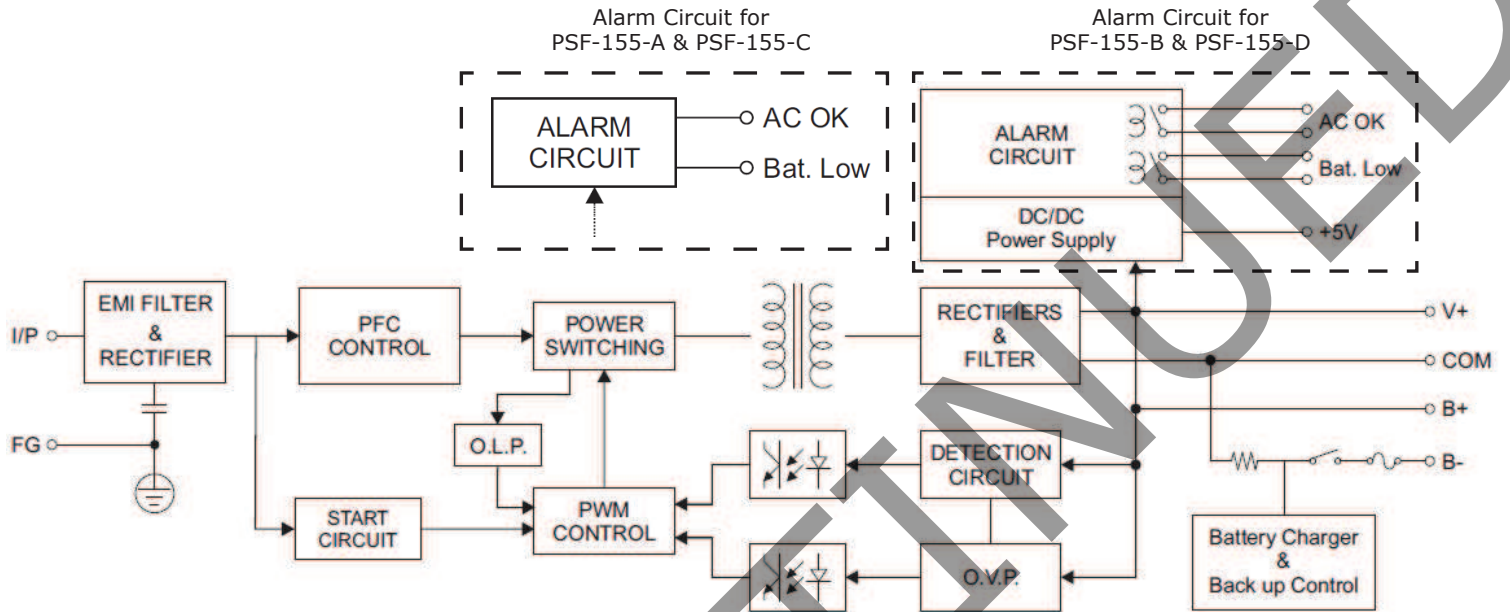 Alarm Circuit for
PSF-155-A & PSF-155-C
Alarm Circuit for
PSF-155-B & PSF-155-D
ALARM
CIRCUIT
AC OK
Bat. Low
ALARM
CIRCUIT
AC OK
Bat. Low
DC/DC
Power Supply
+5V
I/P
EMI FILTER
&
RECTIFIER
PFC
CONTROL
POWER
SWITCHING
RECTIFIERS
&
FILTER
V+
COM
B+
B-
FG
O.L.P.
DETECTION
CIRCUIT
START
CIRCUIT
PWM
CONTROL
O.V.P.
Battery Charger
&
Back up Control
TINUED